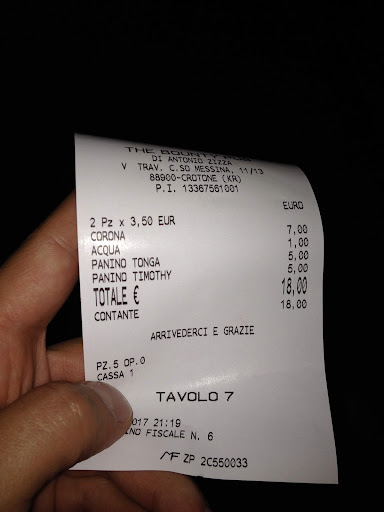 THE BOUNTY
DI ANTONIO ZIZZA
V TRAV. C.SO MESSINA, 11/13
88900-CROTONE (KR)
P.I. 13367561001
EURO
2 Pz x 3,50 EUR
CORONA 7,00
ACQUA 1,00
PANINO TONGA 5,00
PANINO TIMOTHY 5,00
TOTALE € 18,00
CONTANTE 18,00
ARRIVEDERCI E GRAZIE
PZ.5 OP.0
CASSA 1
TAVOLO 7
2017 21:19
FISCALE N. 6
MF ZP 2C550033